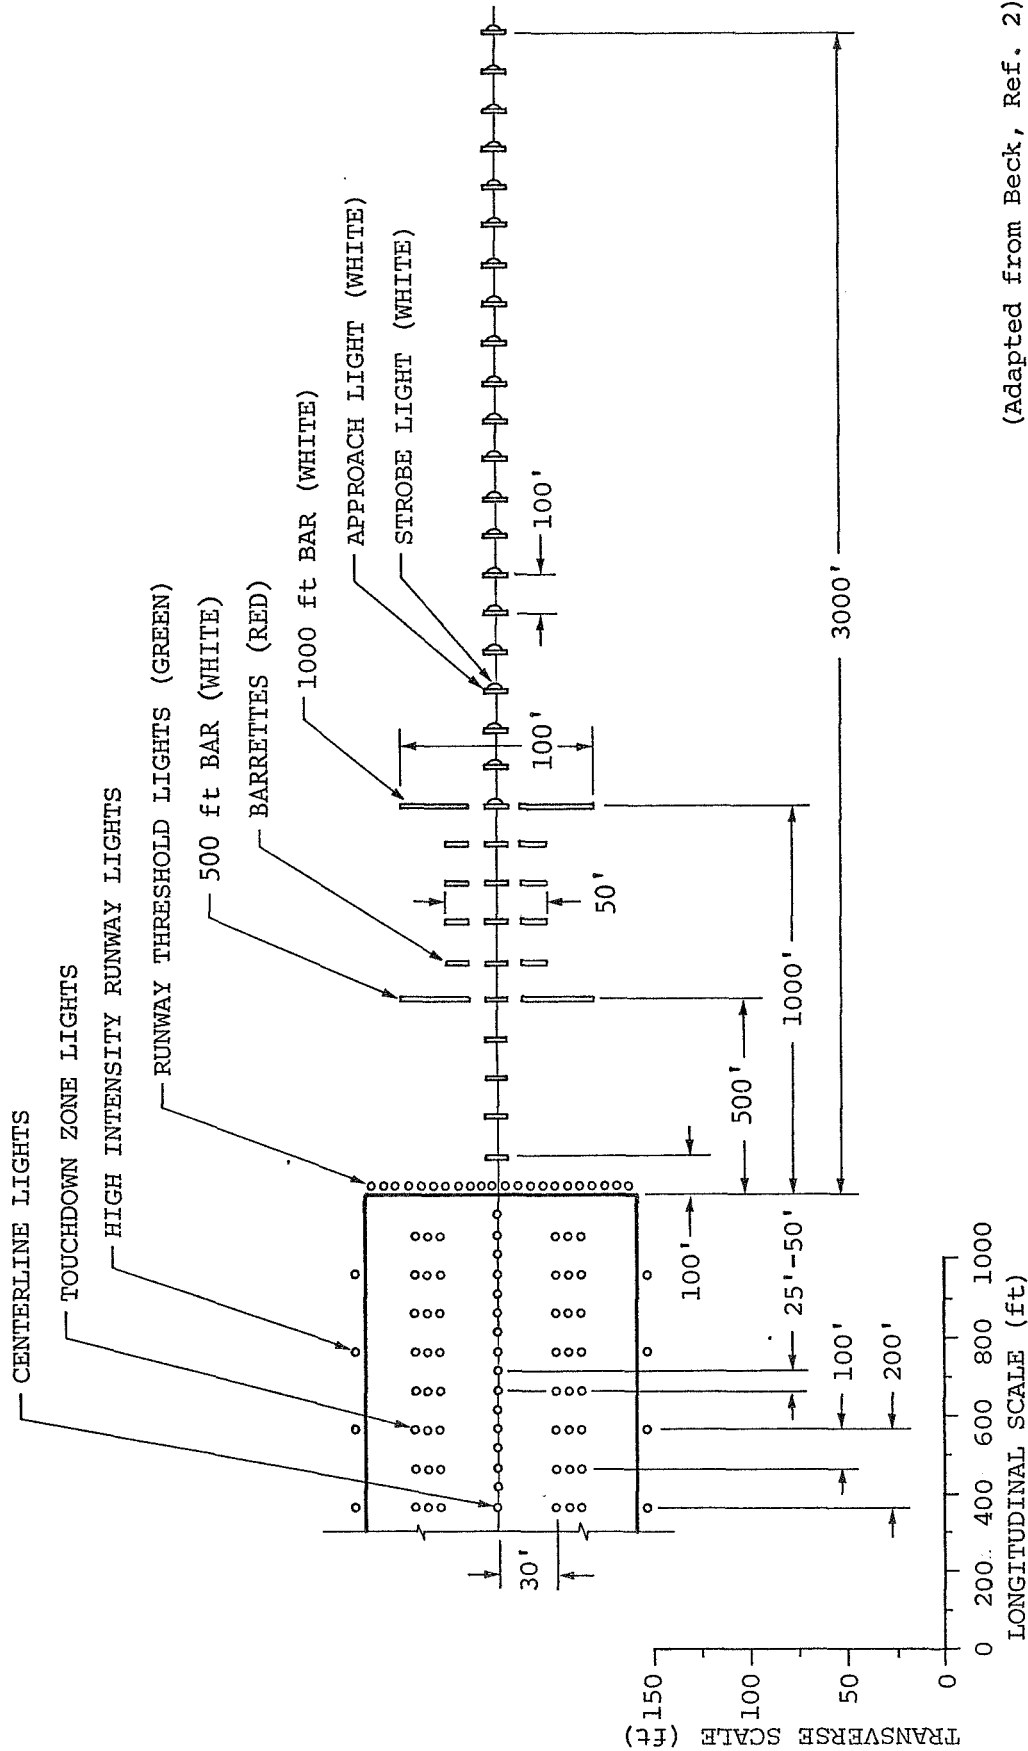 CENTERLINE LIGHTS
TOUCHDOWN ZONE LIGHTS
HIGH INTENSITY RUNWAY LIGHTS
RUNWAY THRESHOLD LIGHTS (GREEN)
500 ft BAR (WHITE)
BARRETTES (RED)
1000 ft BAR (WHITE)
APPROACH LIGHT (WHITE)
STROBE LIGHT (WHITE)
100'
100'
50'
30'
3000'
1000'
500'
100'
25'-50'
100'
200'
150
100
50
0
TRANSVERSE SCALE (ft)
0 200 400 600 800 1000
LONGITUDINAL SCALE (ft)
(Adapted from Beck, Ref. 2)